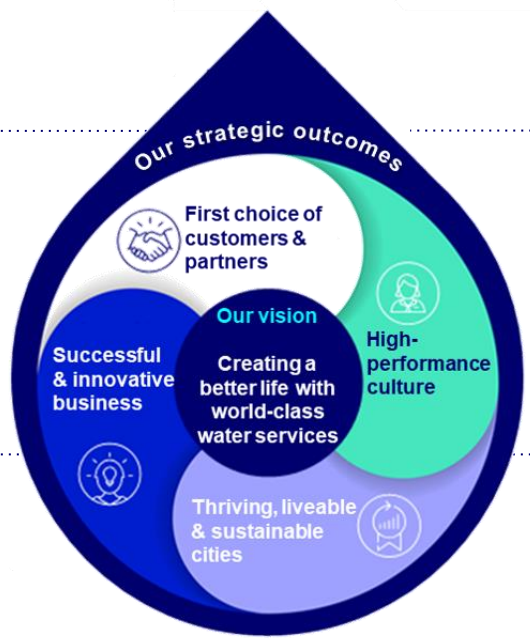 Our strategic outcomes
First choice of
customers &
partners
High-
performance
culture
Thriving, liveable
& sustainable
cities
Successful
& innovative
business
Our vision
Creating a
better life with
world-class
water services